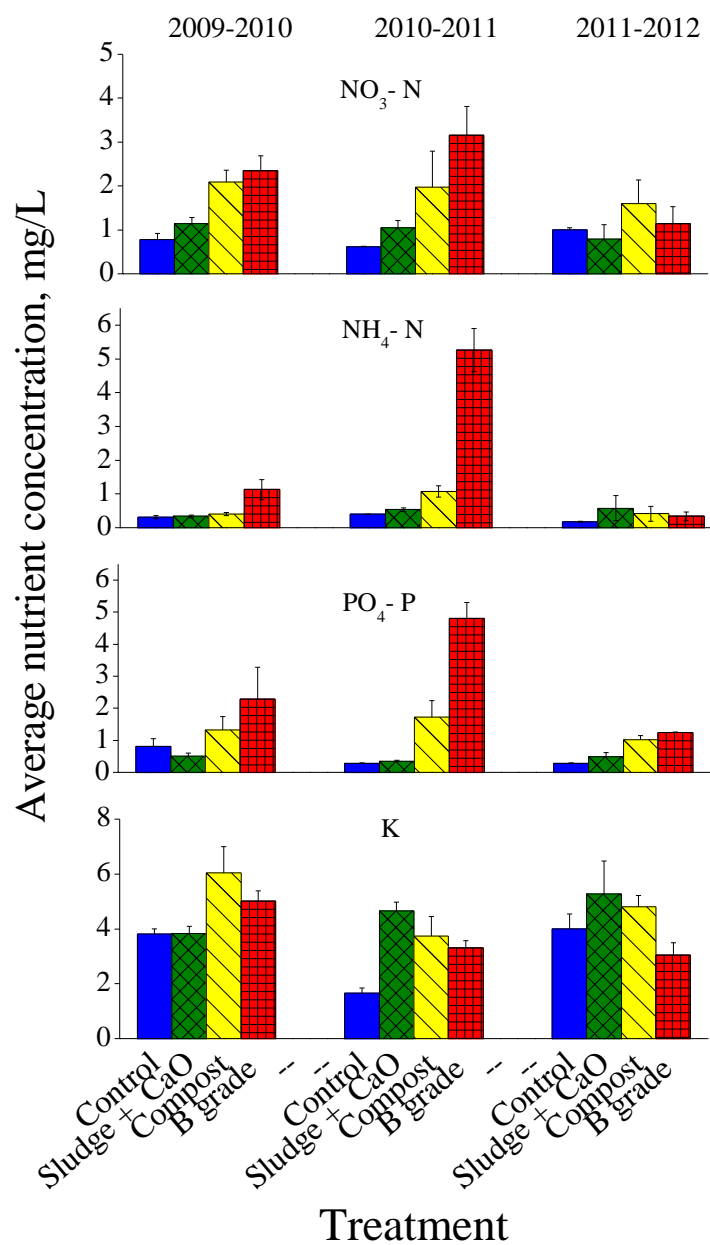 2009-2010 2010-2011 2011-2012
Average nutrient concentration, mg/L
5
4
3
2
1
0
NO₃- N
6
5
4
3
2
1
0
NH₄- N
6
5
4
3
2
1
0
PO₄- P
8
6
4
2
0
K
Control
Sludge + CaO
Compost
B grade
--
--
Control
Sludge + CaO
Compost
B grade
--
--
Control
Sludge + CaO
Compost
B grade
Treatment